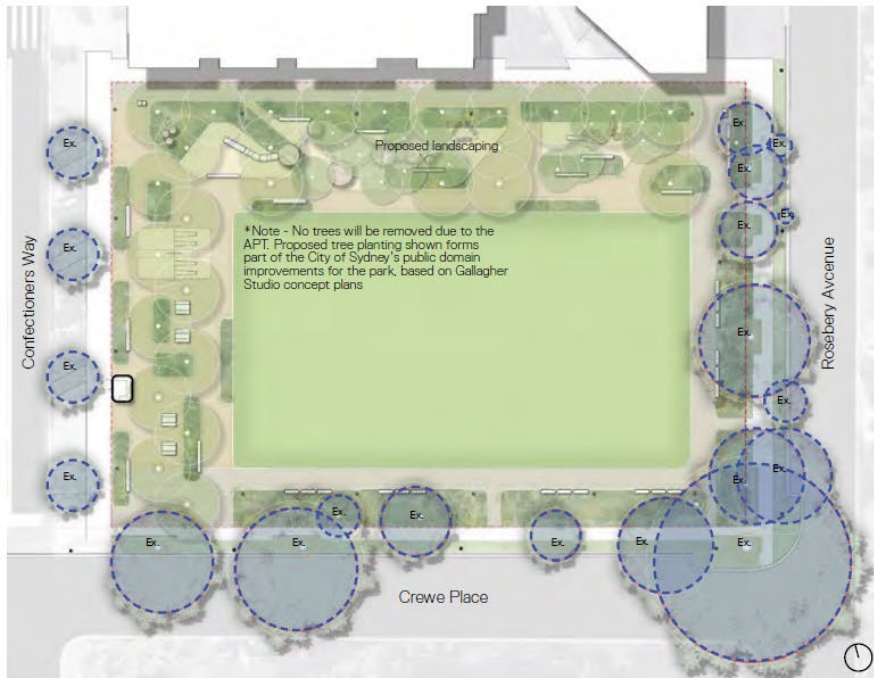 Ex.
Ex.
Ex.
Ex.
Confectioners Way
Proposed landscaping
*Note - No trees will be removed due to the
APT. Proposed tree planting shown forms
part of the City of Sydney's public domain
improvements for the park, based on Gallagher
Studio concept plans
Ex.
Ex.
Ex.
Ex.
Ex.
Ex.
Ex.
Ex.
Ex.
Rosebery Avcenue
Ex.
Ex.
Ex.
Ex.
Ex.
Ex.
Ex.
Crewe Place